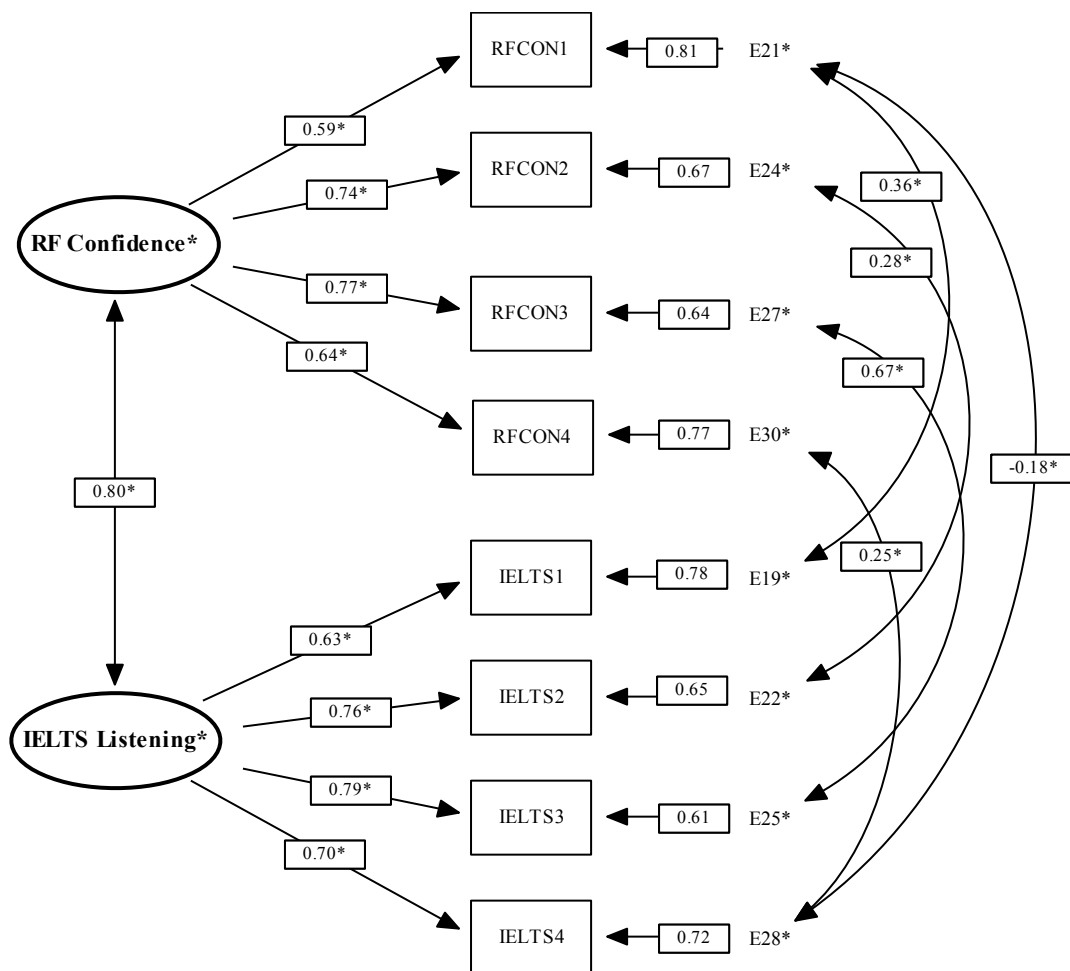 RFCON1
0.81
E21*
0.59*
RFCON2
0.67
E24*
0.36*
0.74*
RF Confidence*
0.28*
0.77*
RFCON3
0.64
E27*
0.64*
0.67*
RFCON4
0.77
E30*
-0.18*
0.80*
0.25*
IELTS1
0.78
E19*
0.63*
IELTS2
0.65
E22*
0.76*
IELTS Listening*
0.79*
IELTS3
0.61
E25*
0.70*
IELTS4
0.72
E28*